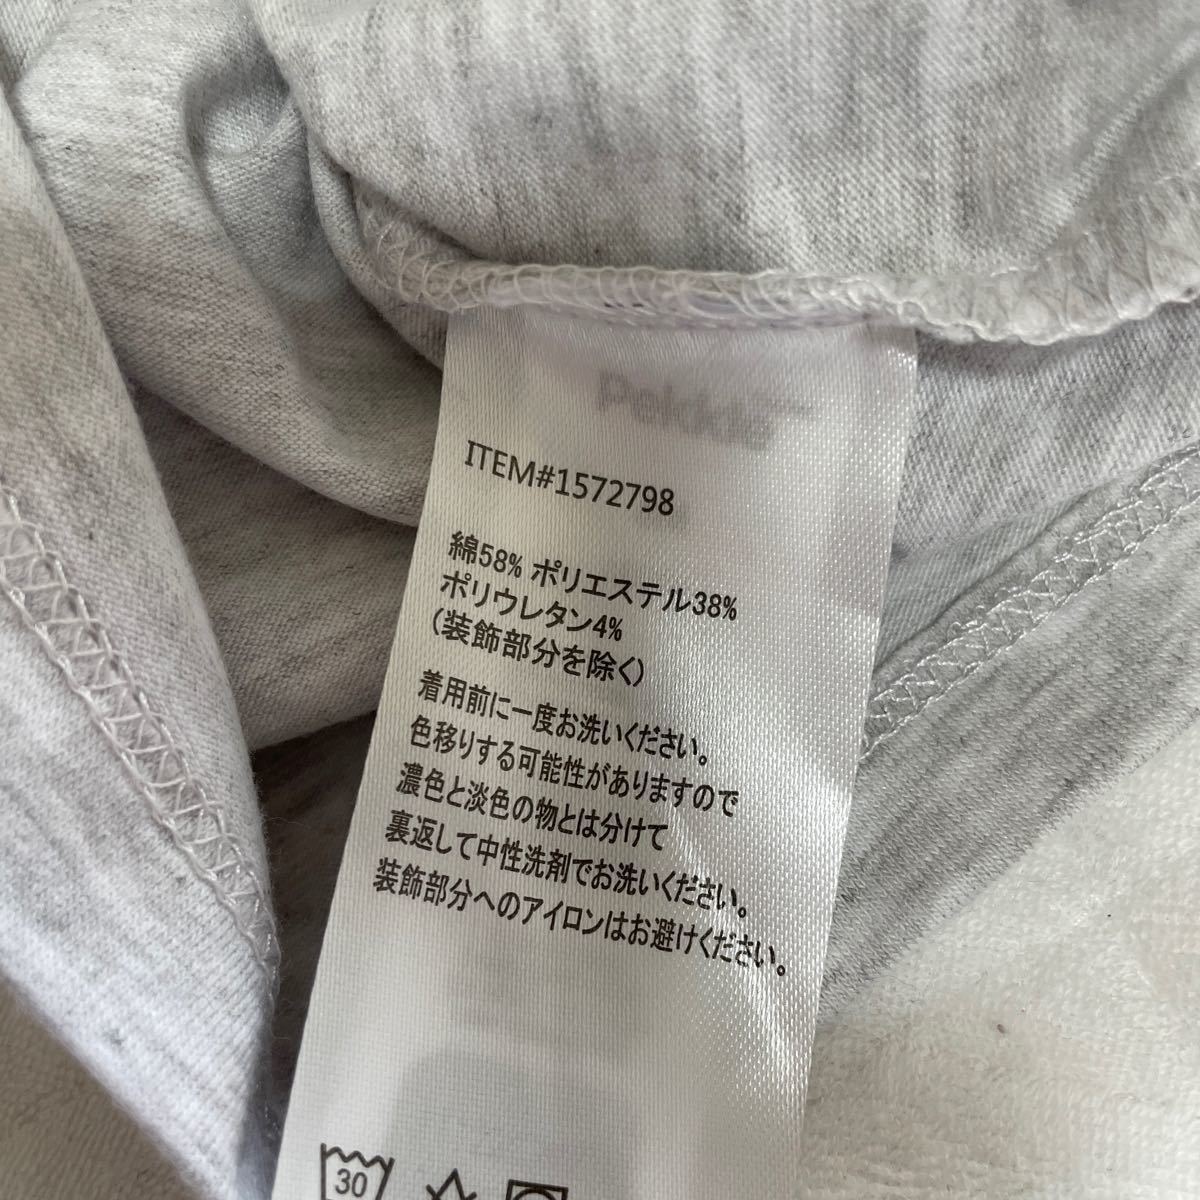 ITEM#1572798
綿58% ポリエステル38%
ポリウレタン4%
(装飾部分を除く)
着用前に一度お洗いください。
色移りする可能性がありますので
濃色と淡色の物とは分けて
裏返して中性洗剤でお洗いください。
装飾部分へのアイロンはお避けください。
30